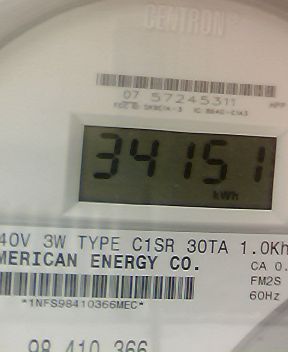 CENTRON®
07 57245311
34151
kWh
40V 3W TYPE C1SR 30TA 1.0Kh
MERICAN ENERGY CO.
CA 0.
FM2S
60Hz
*1NFS98410366MEC*
98 410 366